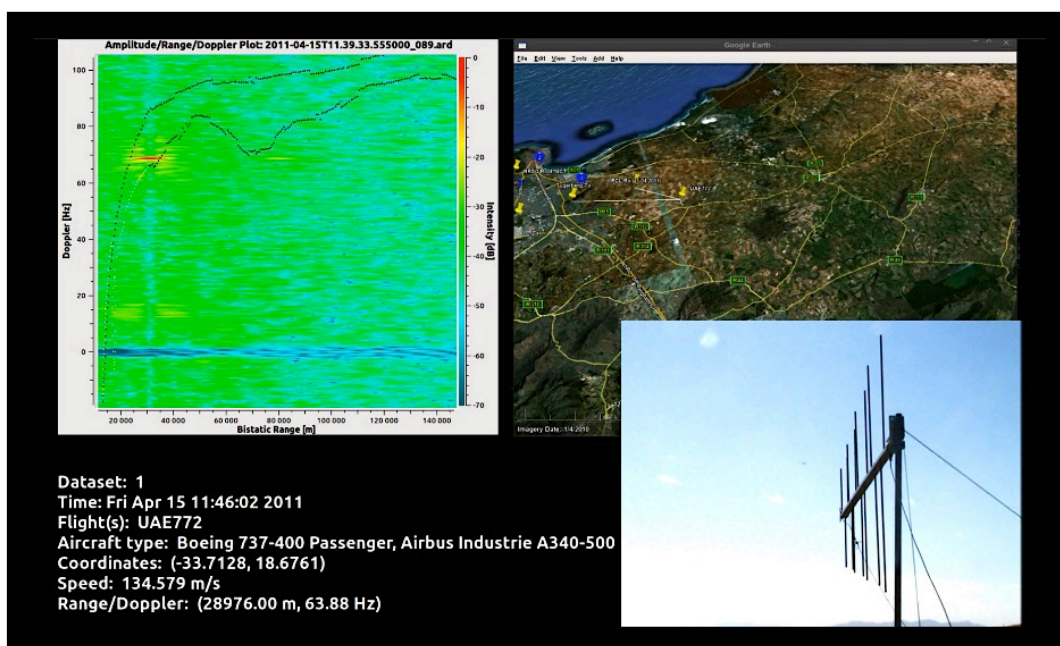 Amplitude/Range/Doppler Plot: 2011-04-15T11.39.33.555000_089.ard
100
80
60
40
20
0
Doppler [Hz]
20 000
40 000
60 000
80 000
100 000
120 000
140 000
Bistatic Range [m]
0
-10
-20
-30
-40
-50
-60
-70
Intensity [dB]
Google Earth
File Edit View Tools Add Help
UAE772
Imagery Date: 1/4/2010
Dataset: 1
Time: Fri Apr 15 11:46:02 2011
Flight(s): UAE772
Aircraft type: Boeing 737-400 Passenger, Airbus Industrie A340-500
Coordinates: (-33.7128, 18.6761)
Speed: 134.579 m/s
Range/Doppler: (28976.00 m, 63.88 Hz)